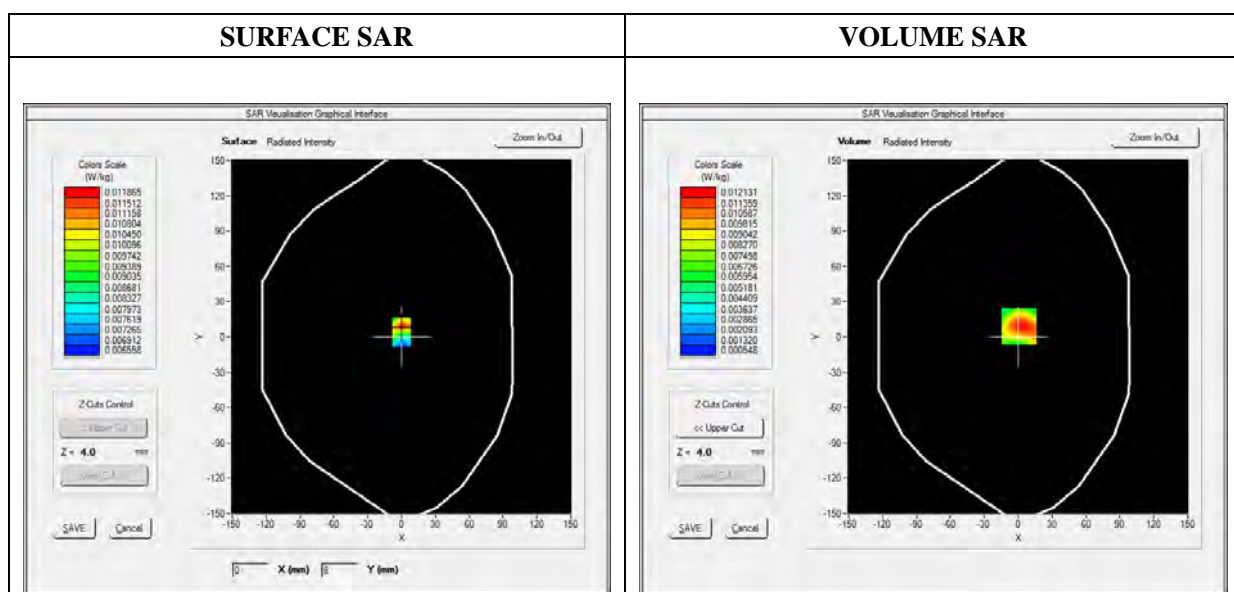 SURFACE SAR
VOLUME SAR
SAR Visualisation Graphical Interface
Surface Radiated Intensity
Zoom In/Out
Colors Scale
(W/kg)
0.011865
0.011512
0.011158
0.010804
0.010450
0.010096
0.009742
0.009389
0.009035
0.008681
0.008327
0.007973
0.007619
0.007265
0.006912
0.006558
Z-Cuts Control
<< Upper Cut
Z = 4.0 mm
SAVE Cancel
150
120
90
60
30
0
-30
-60
-90
-120
-150
Y
-150 -120 -90 -60 -30 0 30 60 90 120 150
X
0 X (mm) 8 Y (mm)
SAR Visualisation Graphical Interface
Volume Radiated Intensity
Zoom In/Out
Colors Scale
(W/kg)
0.012131
0.011359
0.010587
0.009815
0.009042
0.008270
0.007498
0.006726
0.005954
0.005181
0.004409
0.003637
0.002865
0.002093
0.001320
0.000548
Z-Cuts Control
<< Upper Cut
Z = 4.0 mm
SAVE Cancel
150
120
90
60
30
0
-30
-60
-90
-120
-150
Y
-150 -120 -90 -60 -30 0 30 60 90 120 150
X